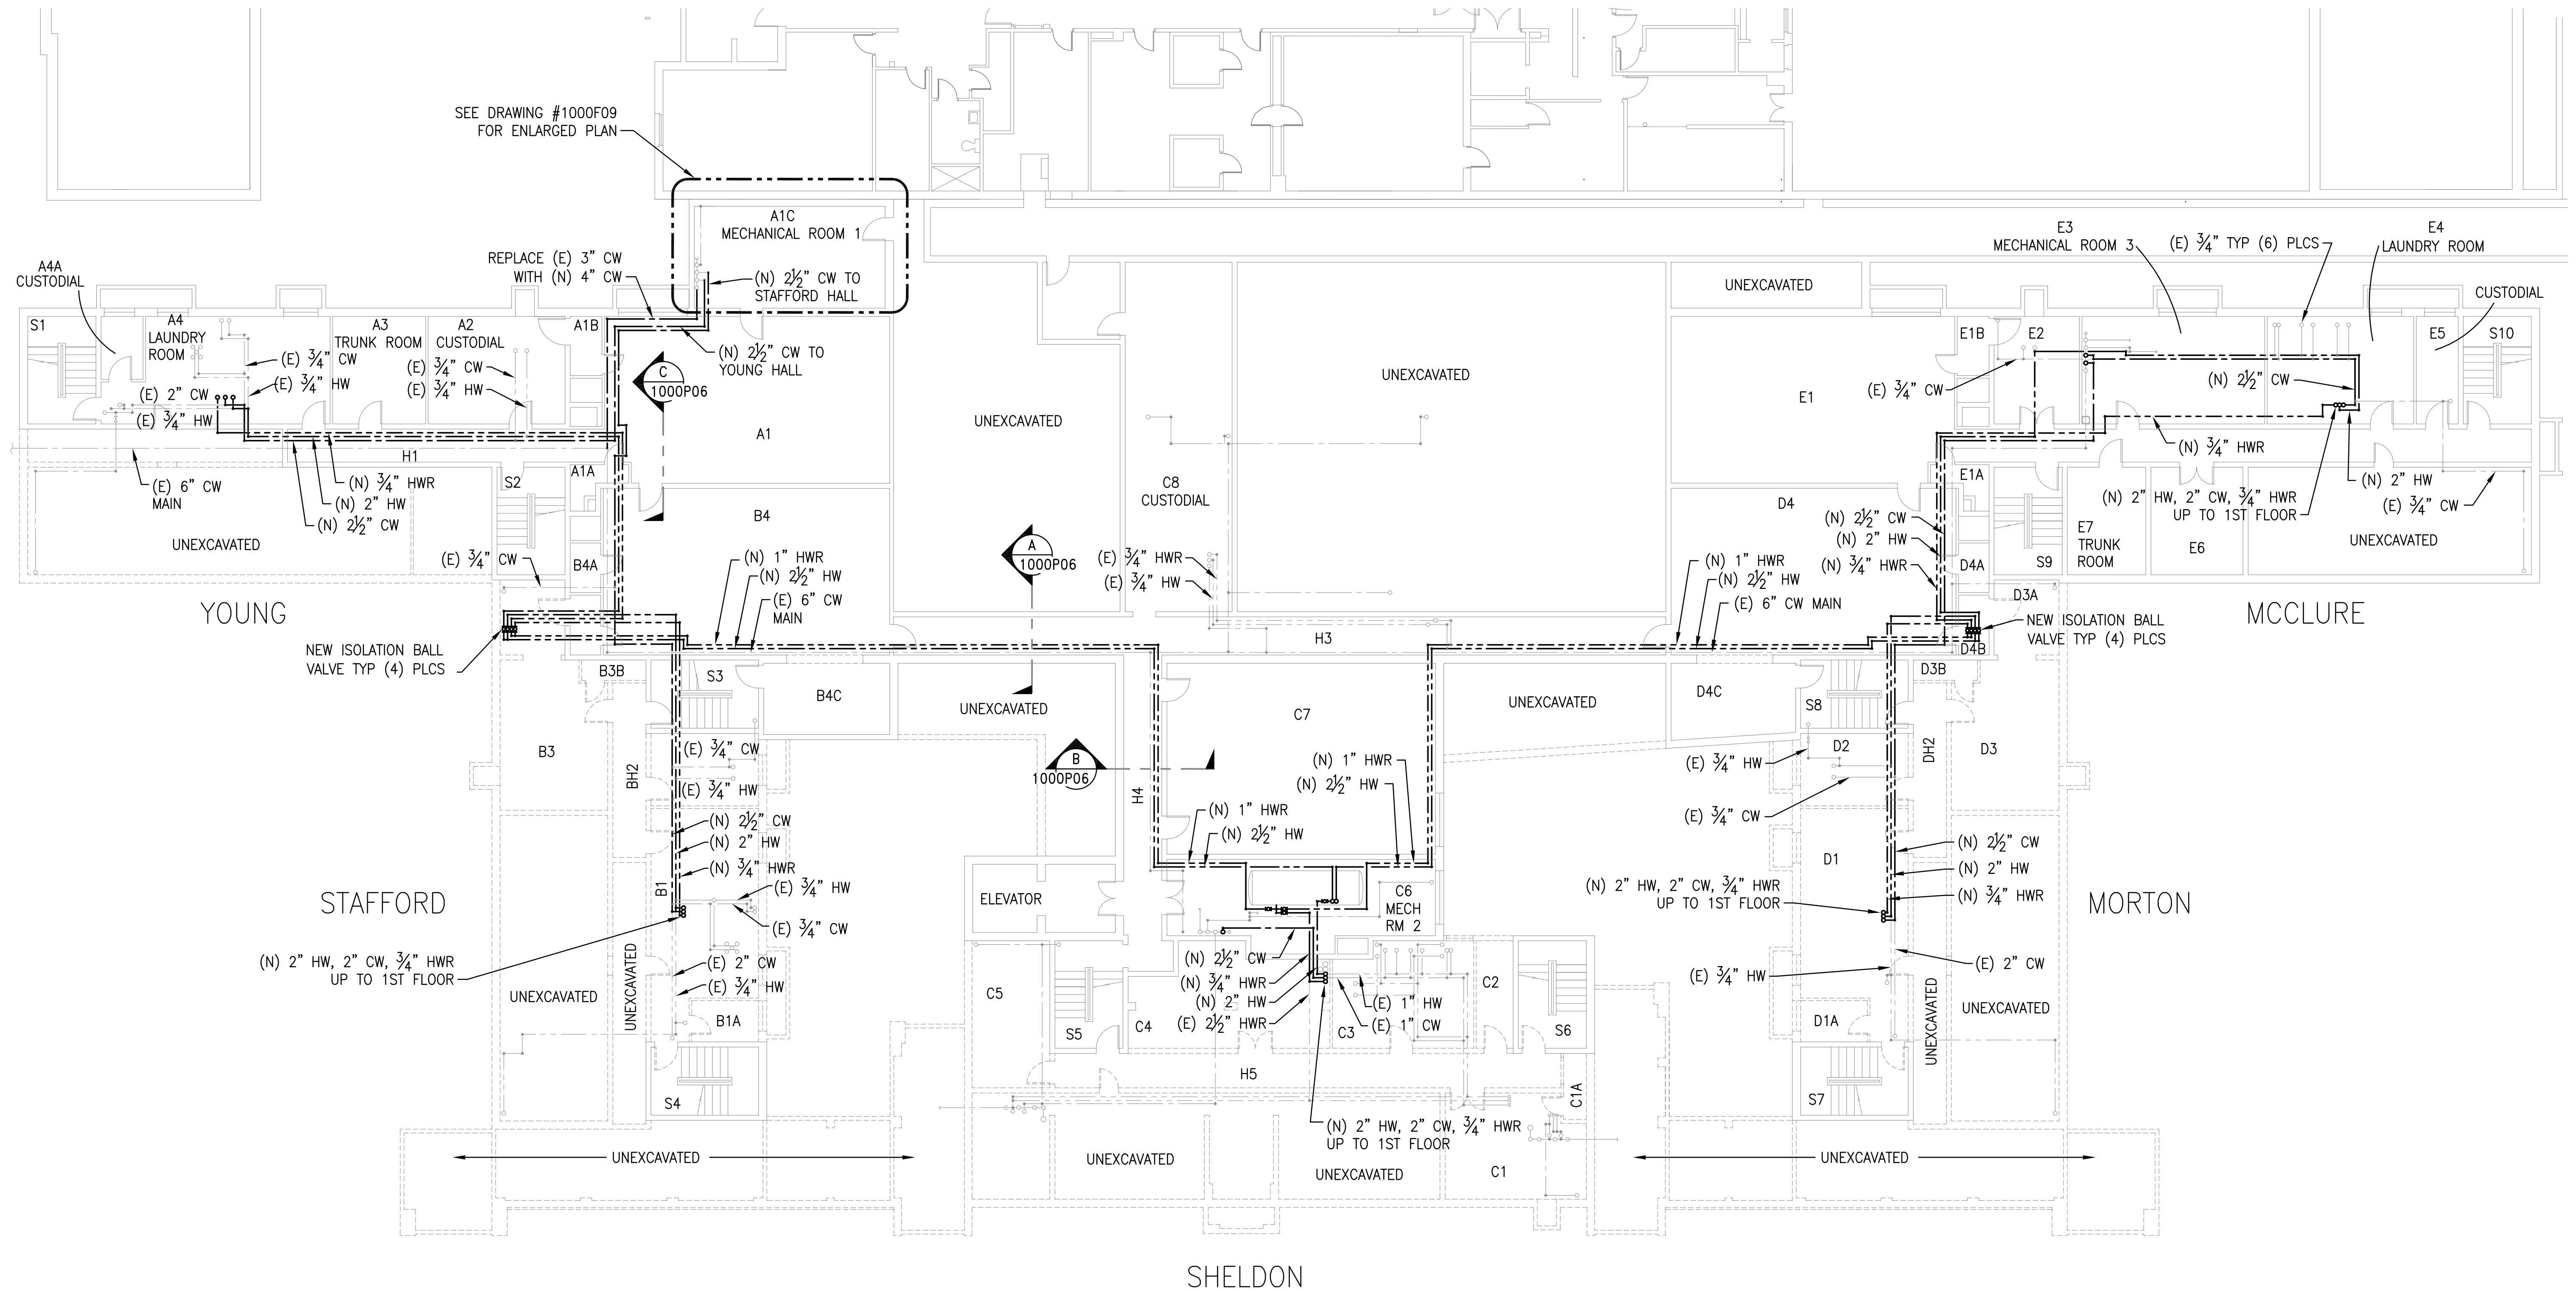 SEE DRAWING #1000F09
FOR ENLARGED PLAN
A1C
MECHANICAL ROOM 1
REPLACE (E) 3” CW
WITH (N) 4” CW
(N) 2½” CW TO
STAFFORD HALL
(N) 2½” CW TO
YOUNG HALL
A4A
CUSTODIAL
S1
A4
LAUNDRY
ROOM
A3
TRUNK ROOM
A2
CUSTODIAL
A1B
(E) ¾” CW
(E) ¾” HW
(E) ¾” CW
(E) ¾” HW
(E) 2” CW
(E) ¾” HW
C
1000P06
A1
H1
(E) 6” CW
MAIN
(N) ¾” HWR
(N) 2” HW
(N) 2½” CW
S2
A1A
UNEXCAVATED
(E) ¾” CW
B4A
B4
YOUNG
NEW ISOLATION BALL
VALVE TYP (4) PLCS
(N) 1” HWR
(N) 2½” HW
(E) 6” CW
MAIN
UNEXCAVATED
A
1000P06
C8
CUSTODIAL
(E) ¾” HWR
(E) ¾” HW
UNEXCAVATED
H3
UNEXCAVATED
E3
MECHANICAL ROOM 3
(E) ¾” TYP (6) PLCS
E4
LAUNDRY ROOM
CUSTODIAL
E1B
E2
E5
S10
E1
(E) ¾” CW
(N) 2½” CW
(N) ¾” HWR
(N) 2” HW
(N) 2” HW, 2” CW, ¾” HWR
UP TO 1ST FLOOR
(E) ¾” CW
D4
E1A
(N) 2½” CW
(N) 2” HW
(N) ¾” HWR
D4A
S9
E7
TRUNK
ROOM
E6
UNEXCAVATED
D3A
MCCLURE
(N) 1” HWR
(N) 2½” HW
(E) 6” CW MAIN
NEW ISOLATION BALL
VALVE TYP (4) PLCS
D4B
B3B
S3
B4C
UNEXCAVATED
B3
BH2
(E) ¾” CW
(E) ¾” HW
B
1000P06
H4
C7
(N) 1” HWR
(N) 2½” HW
(N) 1” HWR
(N) 2½” HW
UNEXCAVATED
D4C
S8
D3B
D2
DH2
D3
(E) ¾” HW
(E) ¾” CW
(N) 2½” CW
(N) 2” HW
(N) ¾” HWR
B1
(E) ¾” HW
(E) ¾” CW
STAFFORD
(N) 2” HW, 2” CW, ¾” HWR
UP TO 1ST FLOOR
(E) 2” CW
(E) ¾” HW
UNEXCAVATED
UNEXCAVATED
B1A
S4
ELEVATOR
C6
MECH
RM 2
C5
S5
C4
(N) 2½” CW
(N) ¾” HWR
(N) 2” HW
(E) 2½” HWR
(E) 1” HW
(E) 1” CW
C3
C2
S6
H5
C1A
(N) 2” HW, 2” CW, ¾” HWR
UP TO 1ST FLOOR
D1
(N) 2½” CW
(N) 2” HW
(N) ¾” HWR
(N) 2” HW, 2” CW, ¾” HWR
UP TO 1ST FLOOR
MORTON
(E) 2” CW
(E) ¾” HW
D1A
UNEXCAVATED
UNEXCAVATED
S7
UNEXCAVATED
UNEXCAVATED
UNEXCAVATED
C1
UNEXCAVATED
SHELDON